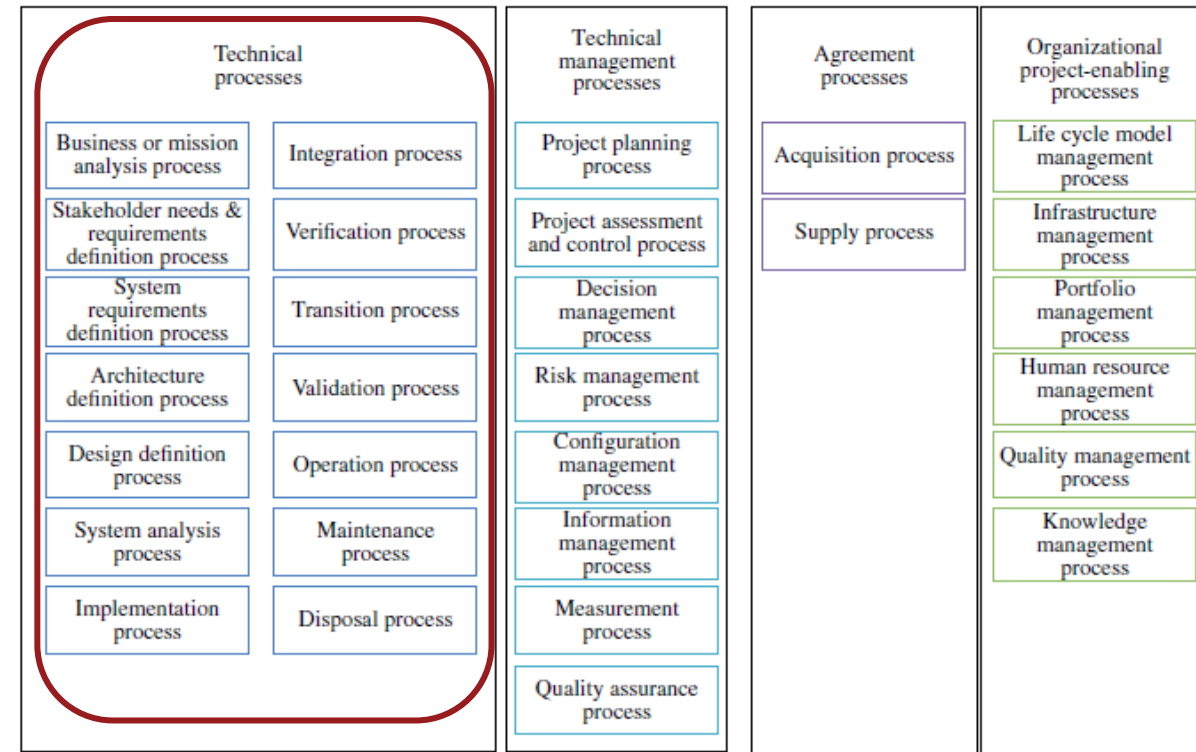 Technical
processes
Business or mission
analysis process
Stakeholder needs &
requirements
definition process
System
requirements
definition process
Architecture
definition process
Design definition
process
System analysis
process
Implementation
process
Integration process
Verification process
Transition process
Validation process
Operation process
Maintenance
process
Disposal process
Technical
management
processes
Project planning
process
Project assessment
and control process
Decision
management
process
Risk management
process
Configuration
management
process
Information
management
process
Measurement
process
Quality assurance
process
Agreement
processes
Acquisition process
Supply process
Organizational
project-enabling
processes
Life cycle model
management
process
Infrastructure
management
process
Portfolio
management
process
Human resource
management
process
Quality management
process
Knowledge
management
process